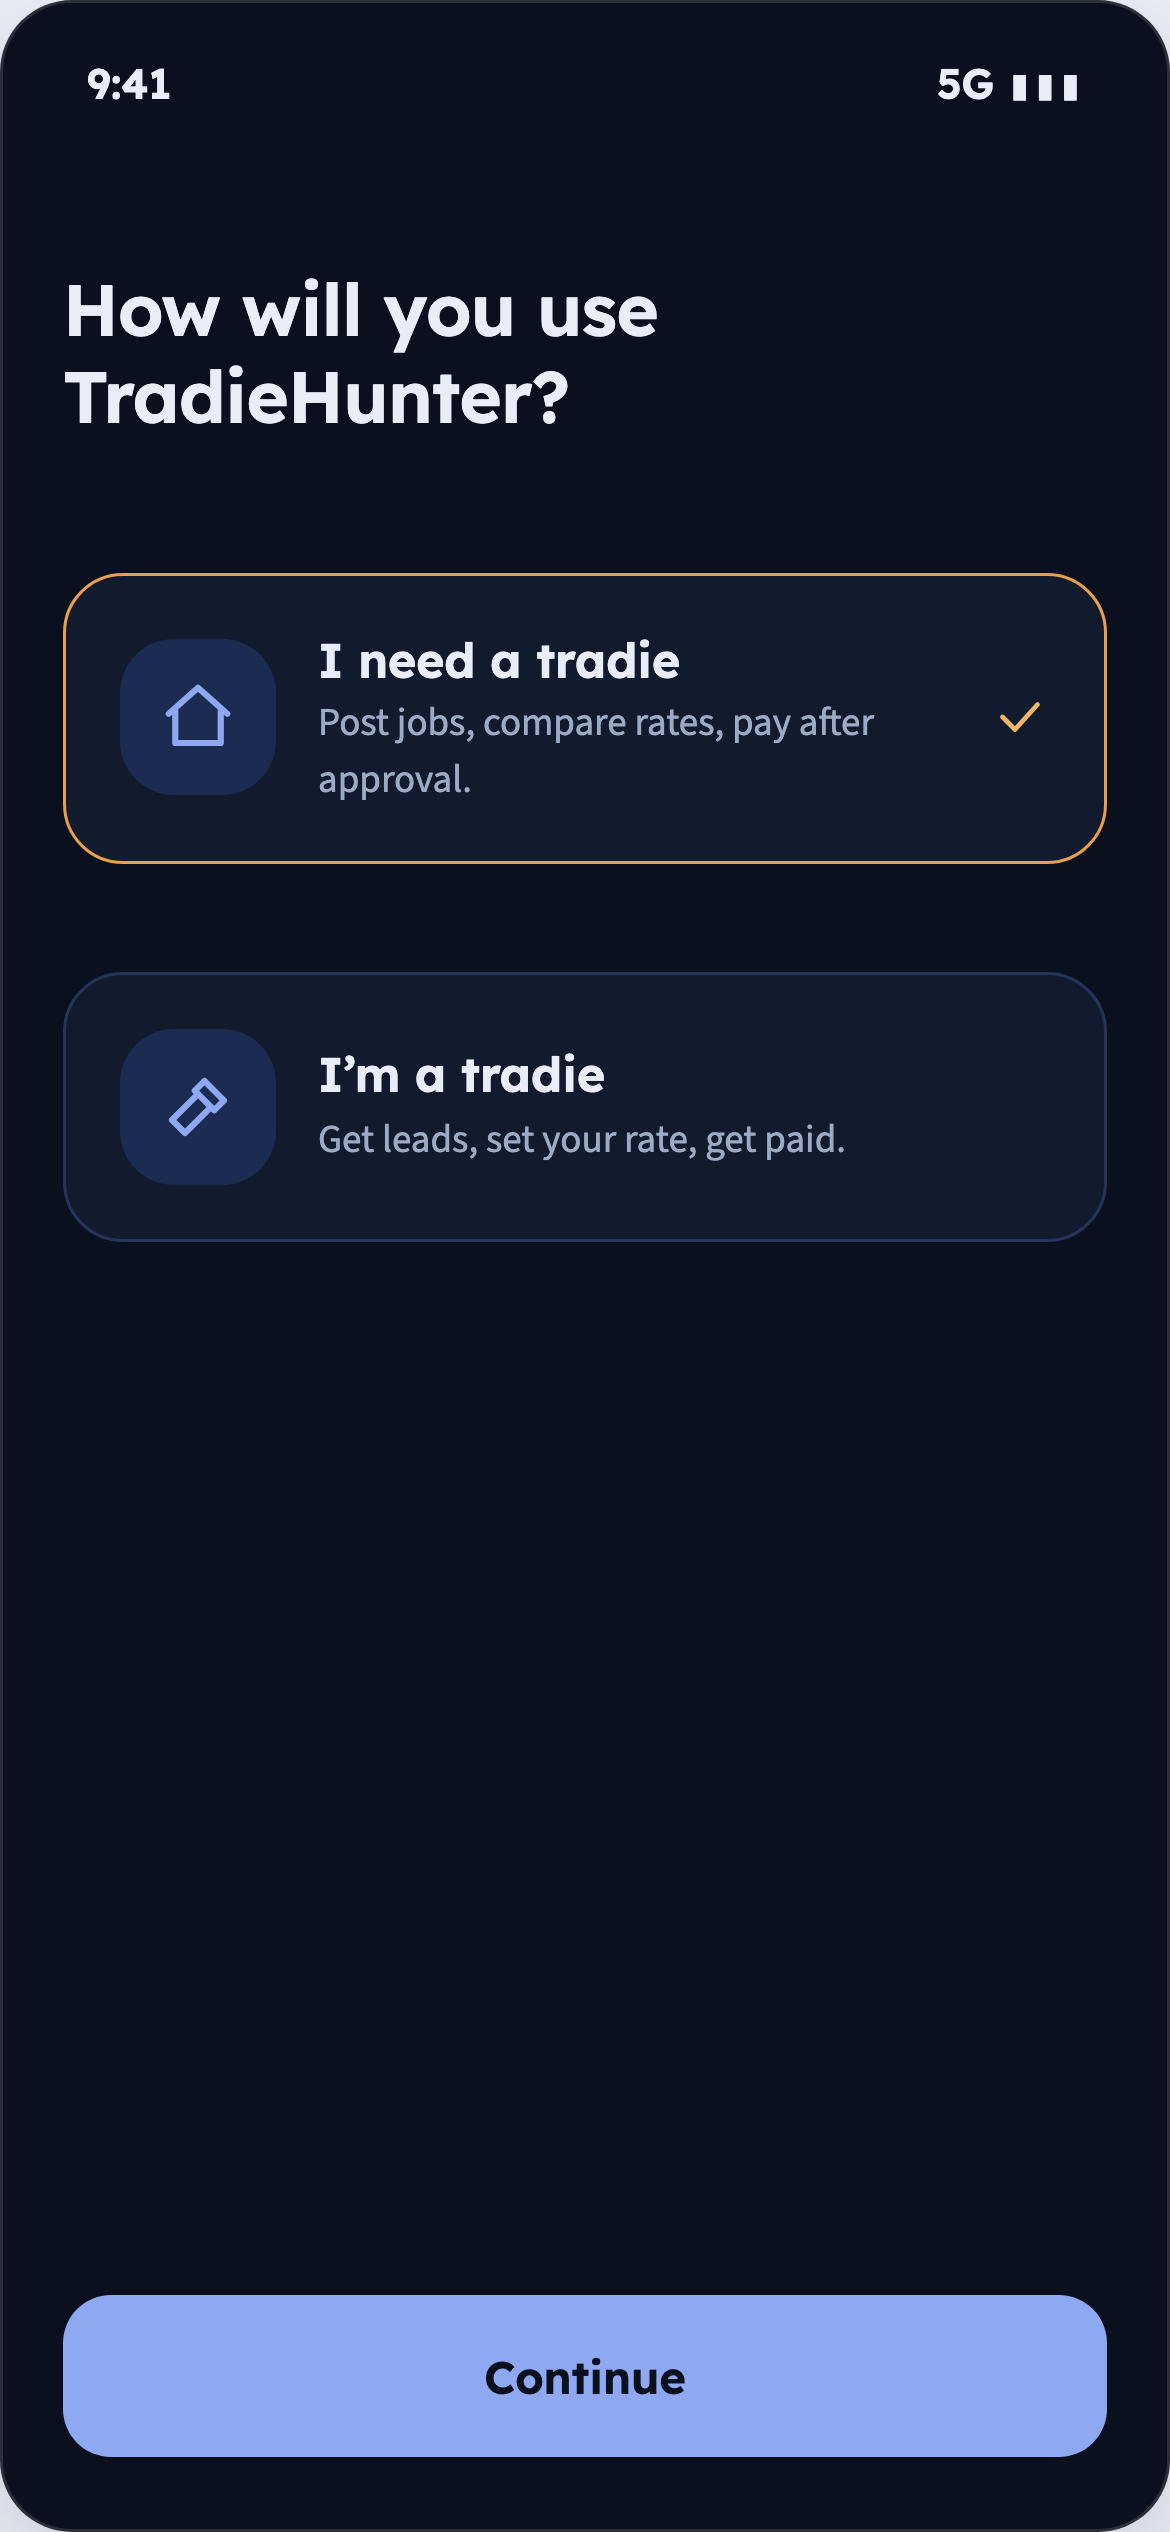 9:41
5G
How will you use
TradieHunter?
I need a tradie
Post jobs, compare rates, pay after
approval.
I’m a tradie
Get leads, set your rate, get paid.
Continue